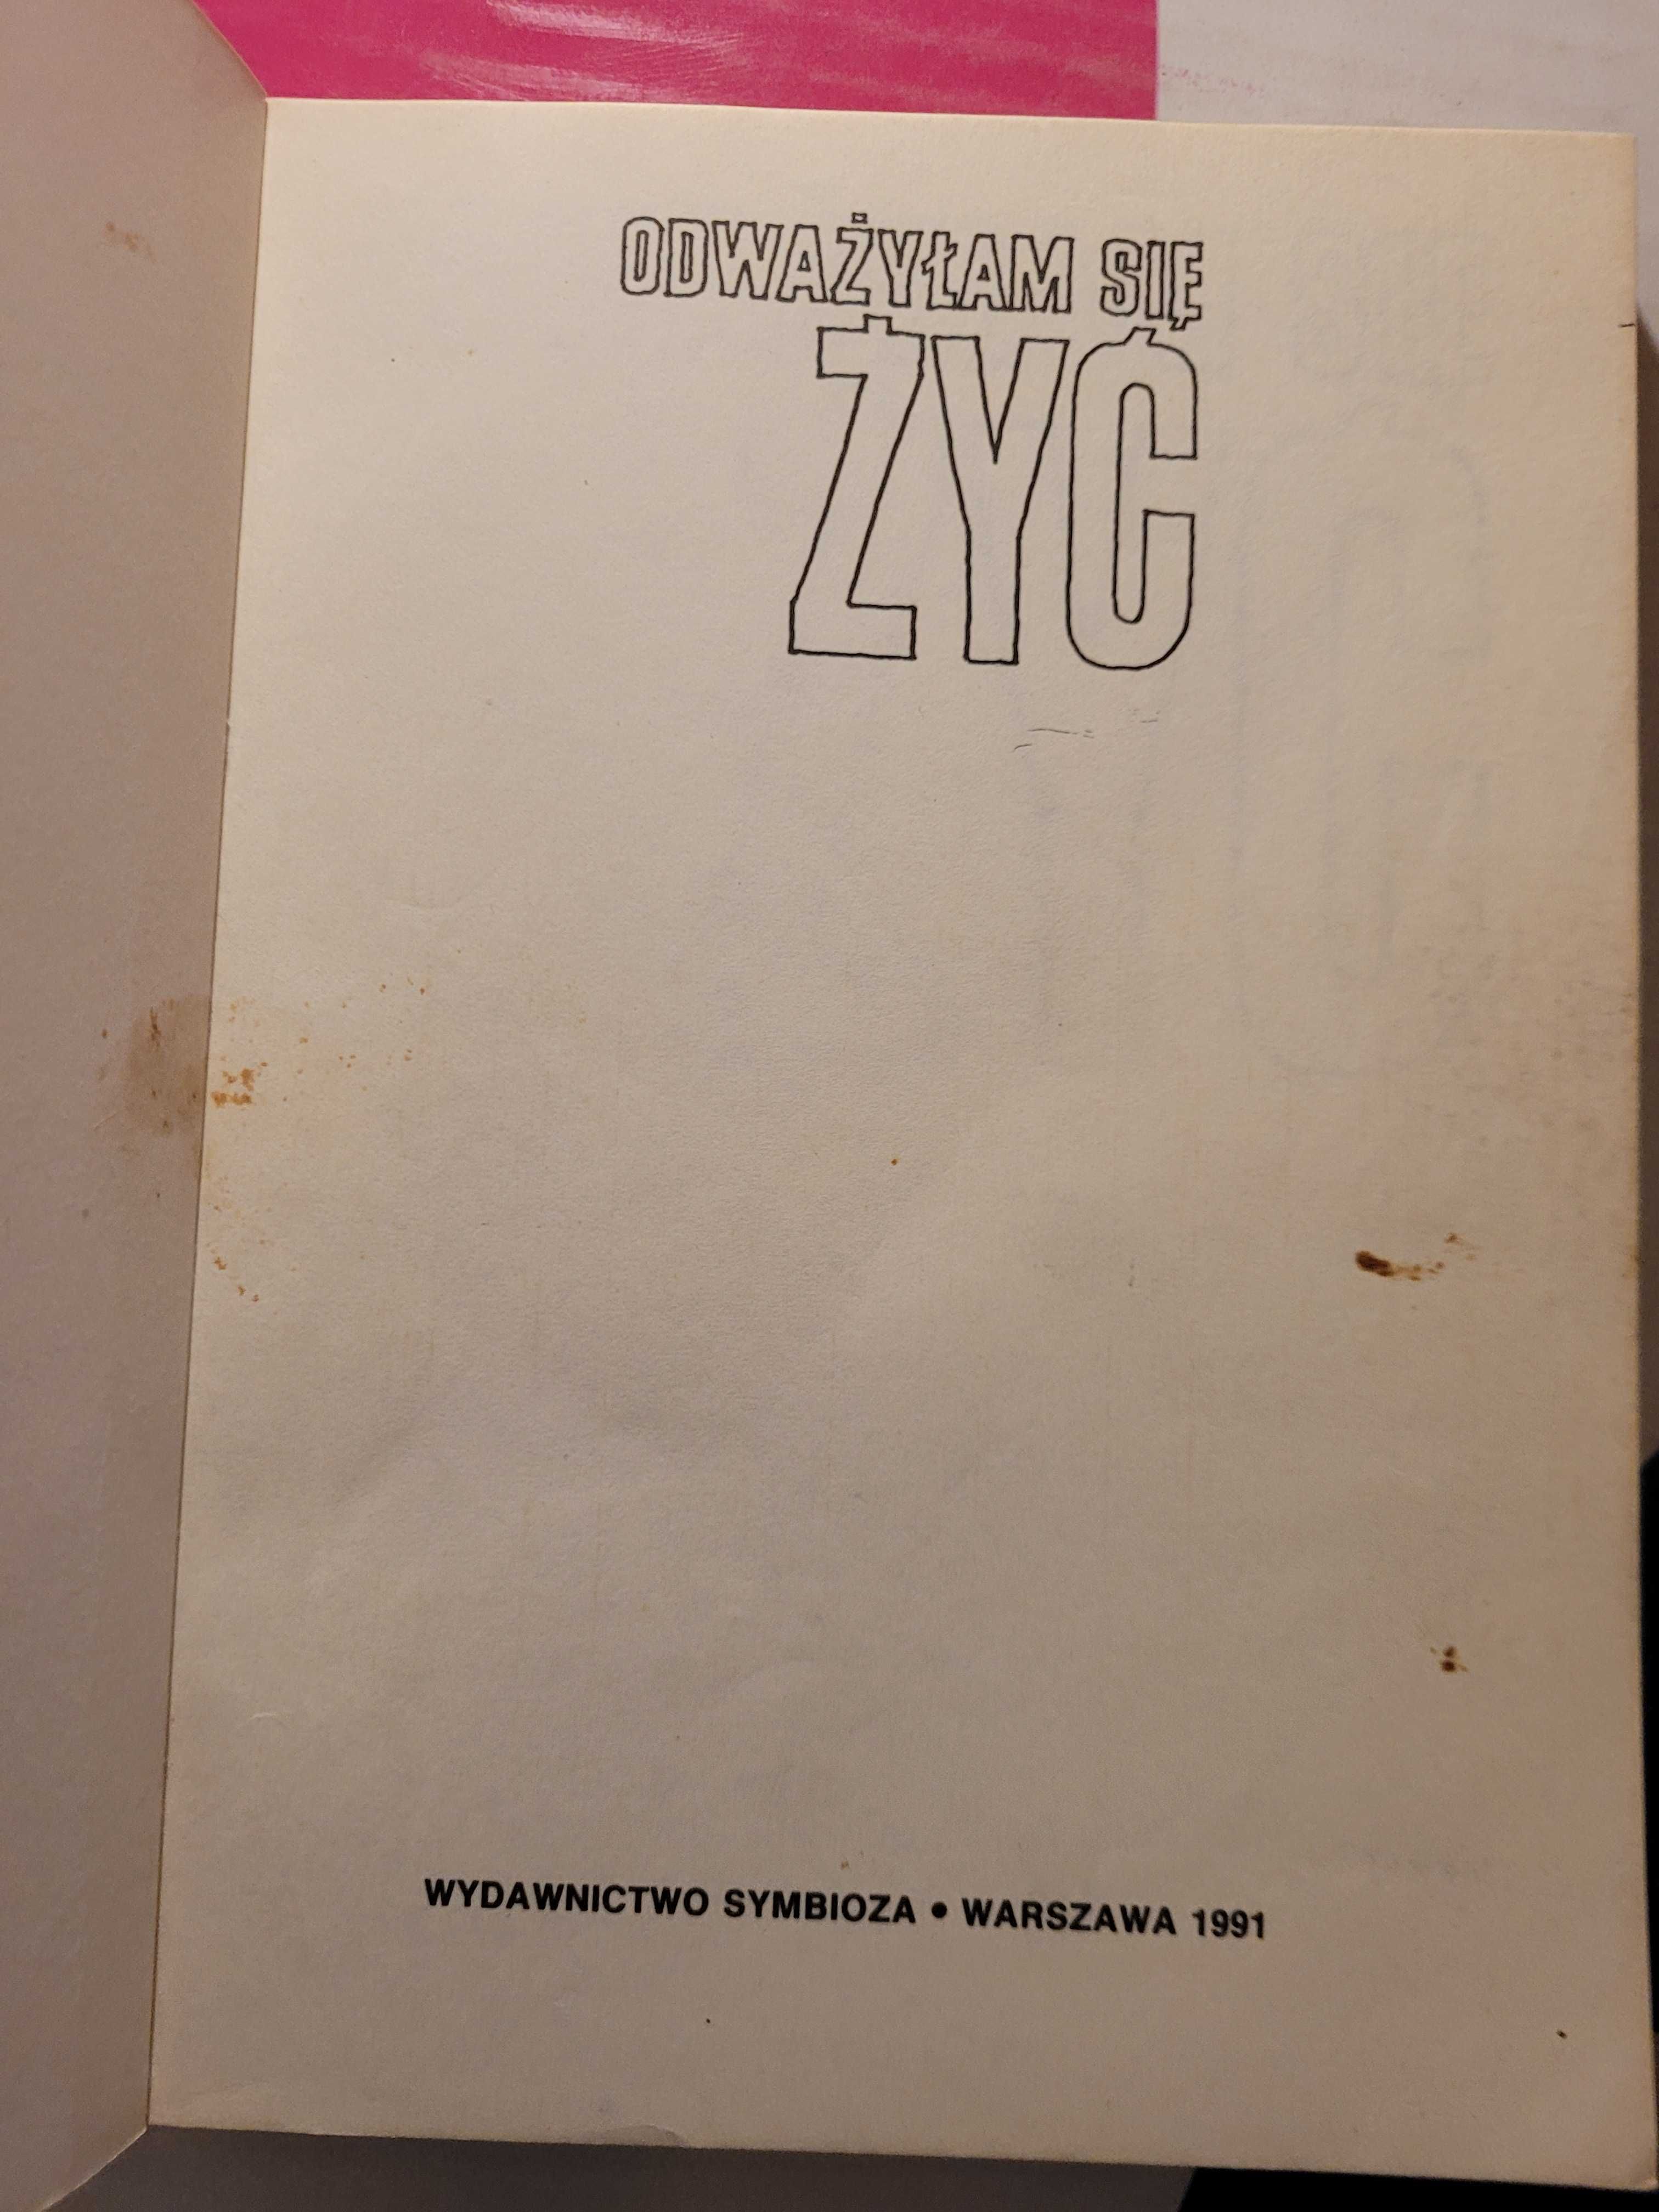 ODWAŻYŁAM SIĘ
ŻYĆ
WYDAWNICTWO SYMBIOZA • WARSZAWA 1991